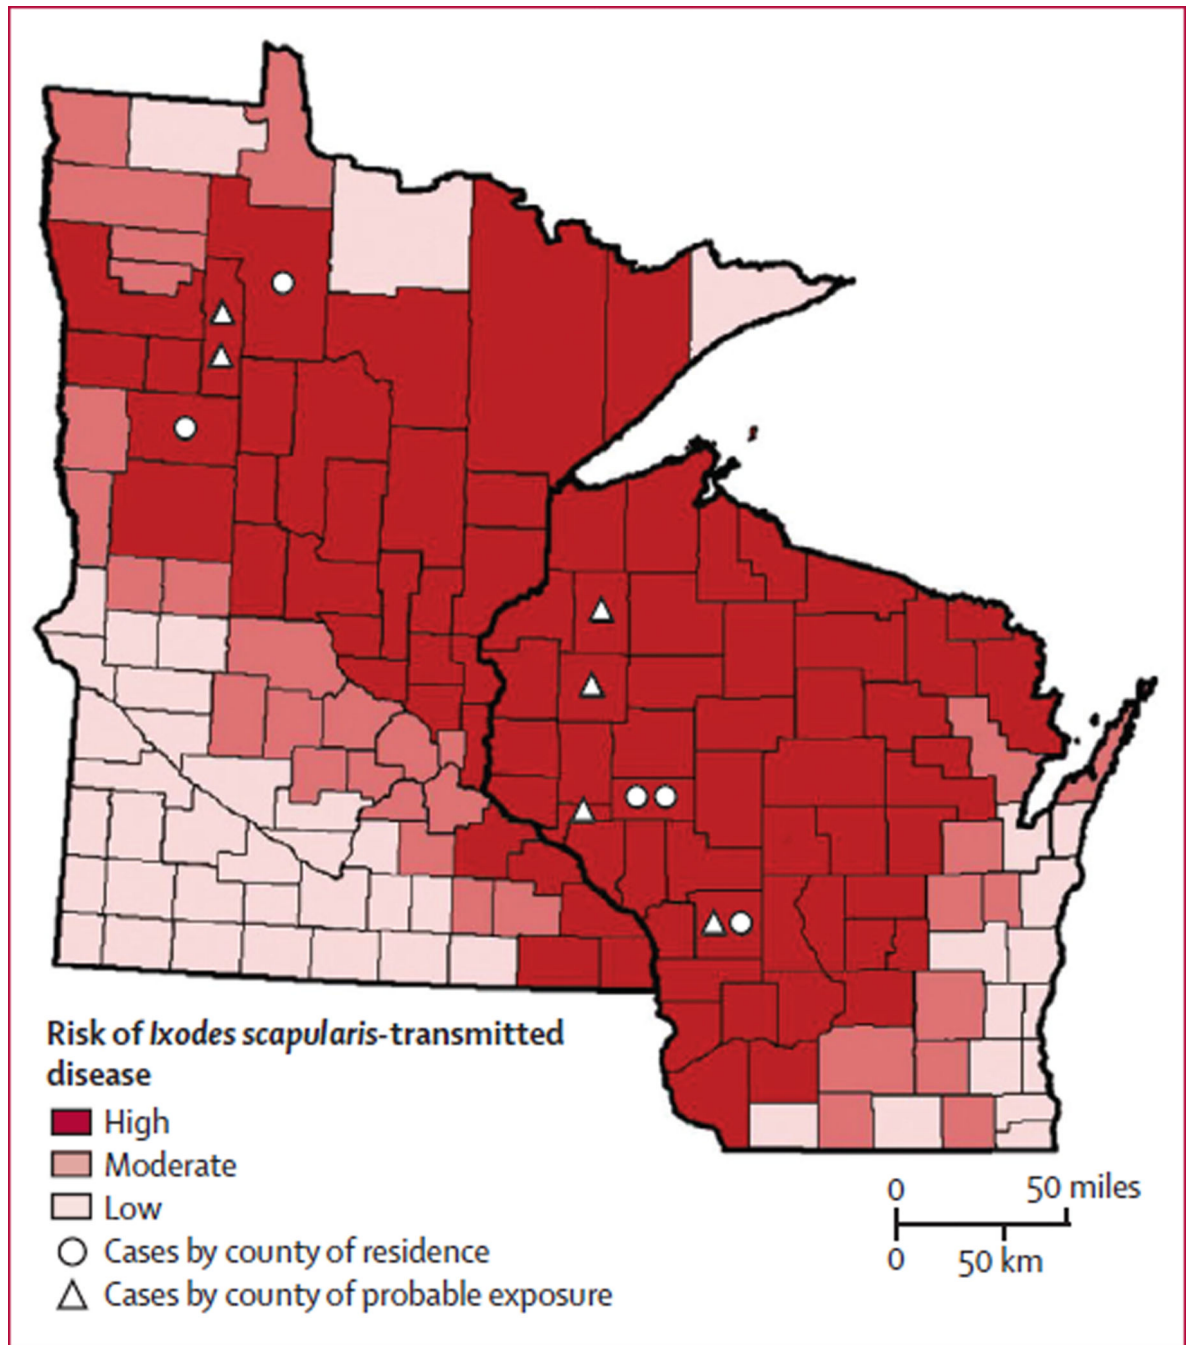 Risk of Ixodes scapularis-transmitted
disease
High
Moderate
Low
Cases by county of residence
Cases by county of probable exposure
0 50 miles
0 50 km